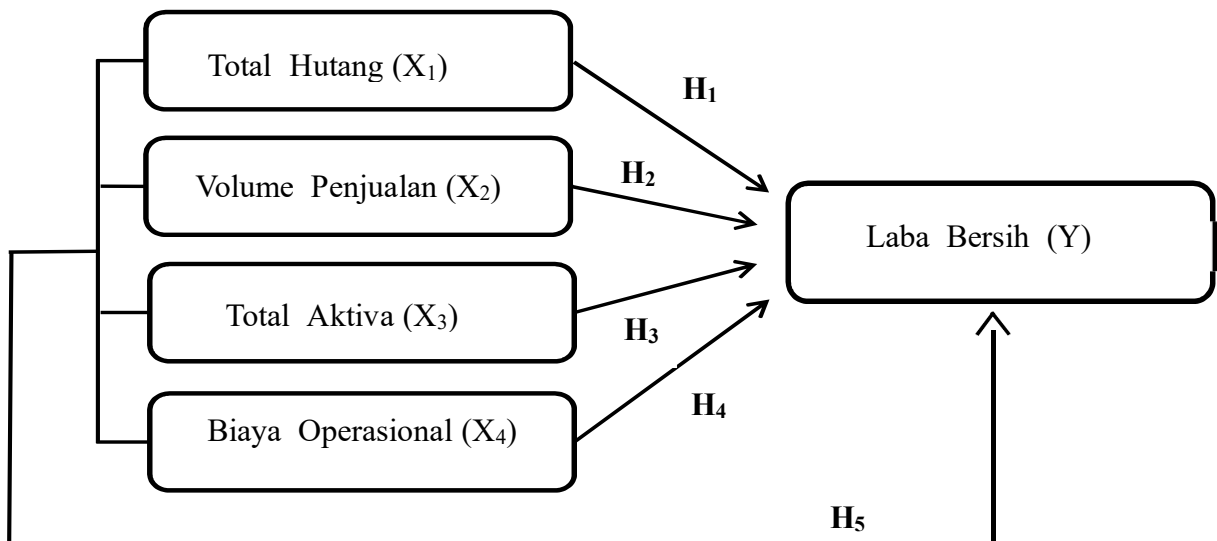 Total Hutang (X₁)
H₁
Volume Penjualan (X₂)
H₂
Laba Bersih (Y)
Total Aktiva (X₃)
H₃
Biaya Operasional (X₄)
H₄
H₅